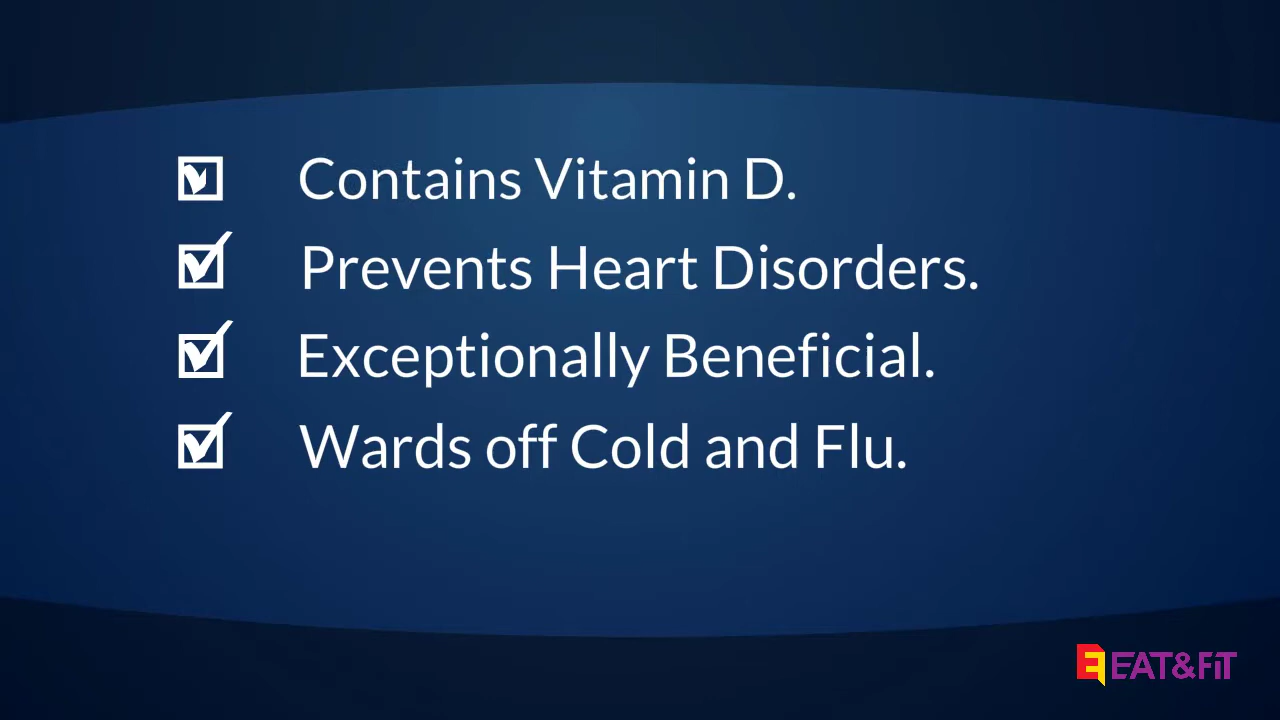 Contains Vitamin D.
Prevents Heart Disorders.
Exceptionally Beneficial.
Wards off Cold and Flu.
EAT&FiT